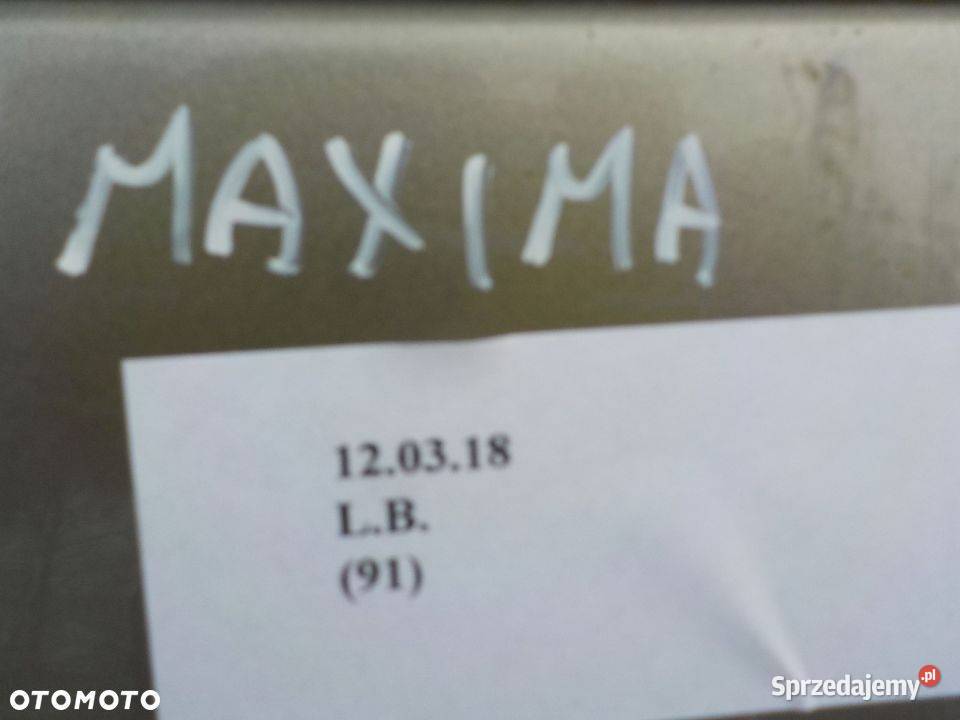 MAXIMA
12.03.18
L.B.
(91)
OTOMOTO
Sprzedajemy.pl